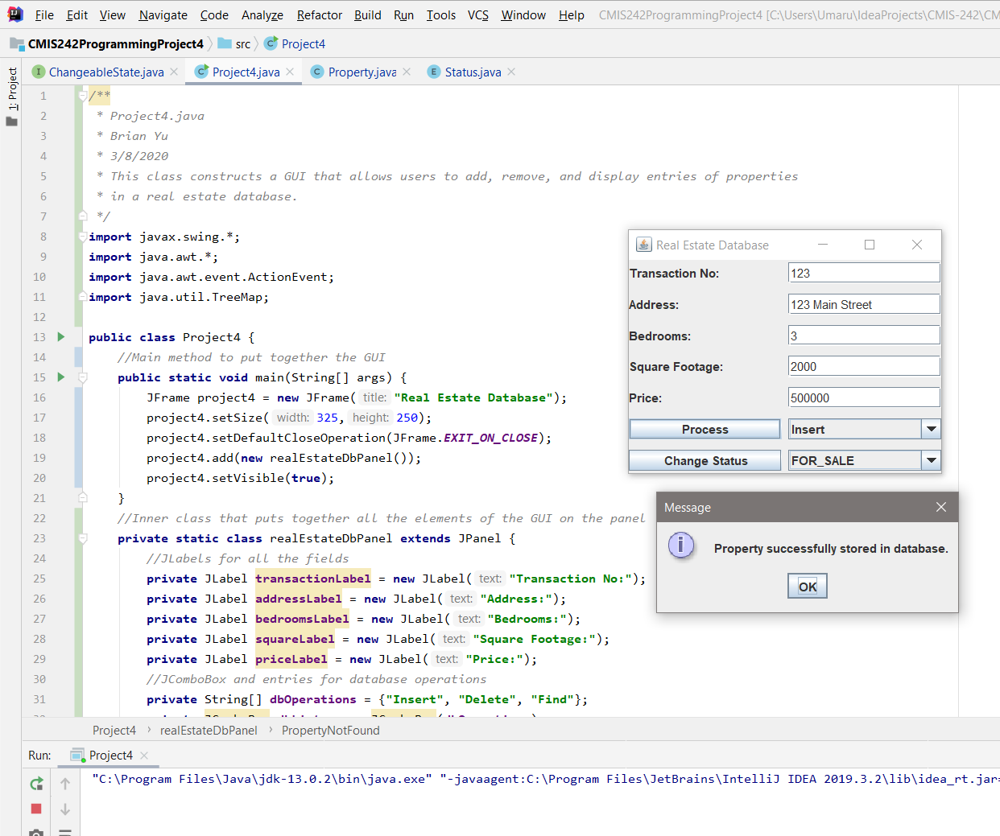 File Edit View Navigate Code Analyze Refactor Build Run Tools VCS Window Help CMIS242ProgrammingProject4 [C:\Users\Umaru\IdeaProjects\CMIS-242\CM
CMIS242ProgrammingProject4 src Project4
1: Project
ChangeableState.java Project4.java Property.java Status.java
1 /**
2 * Project4.java
3 * Brian Yu
4 * 3/8/2020
5 * This class constructs a GUI that allows users to add, remove, and display entries of properties
6 * in a real estate database.
7 */
8 import javax.swing.*;
9 import java.awt.*;
10 import java.awt.event.ActionEvent;
11 import java.util.TreeMap;
12
13 public class Project4 {
14 //Main method to put together the GUI
15 public static void main(String[] args) {
16 JFrame project4 = new JFrame( title: "Real Estate Database");
17 project4.setSize( width: 325, height: 250);
18 project4.setDefaultCloseOperation(JFrame.EXIT_ON_CLOSE);
19 project4.add(new realEstateDbPanel());
20 project4.setVisible(true);
21 }
22 //Inner class that puts together all the elements of the GUI on the panel
23 private static class realEstateDbPanel extends JPanel {
24 //JLabels for all the fields
25 private JLabel transactionLabel = new JLabel( text: "Transaction No:");
26 private JLabel addressLabel = new JLabel( text: "Address:");
27 private JLabel bedroomsLabel = new JLabel( text: "Bedrooms:");
28 private JLabel squareLabel = new JLabel( text: "Square Footage:");
29 private JLabel priceLabel = new JLabel( text: "Price:");
30 //JComboBox and entries for database operations
31 private String[] dbOperations = {"Insert", "Delete", "Find"};
Real Estate Database
Transaction No: 123
Address: 123 Main Street
Bedrooms: 3
Square Footage: 2000
Price: 500000
Process Insert
Change Status FOR_SALE
Message
Property successfully stored in database.
OK
Project4 realEstateDbPanel PropertyNotFound
Run: Project4
"C:\Program Files\Java\jdk-13.0.2\bin\java.exe" "-javaagent:C:\Program Files\JetBrains\IntelliJ IDEA 2019.3.2\lib\idea_rt.jar=